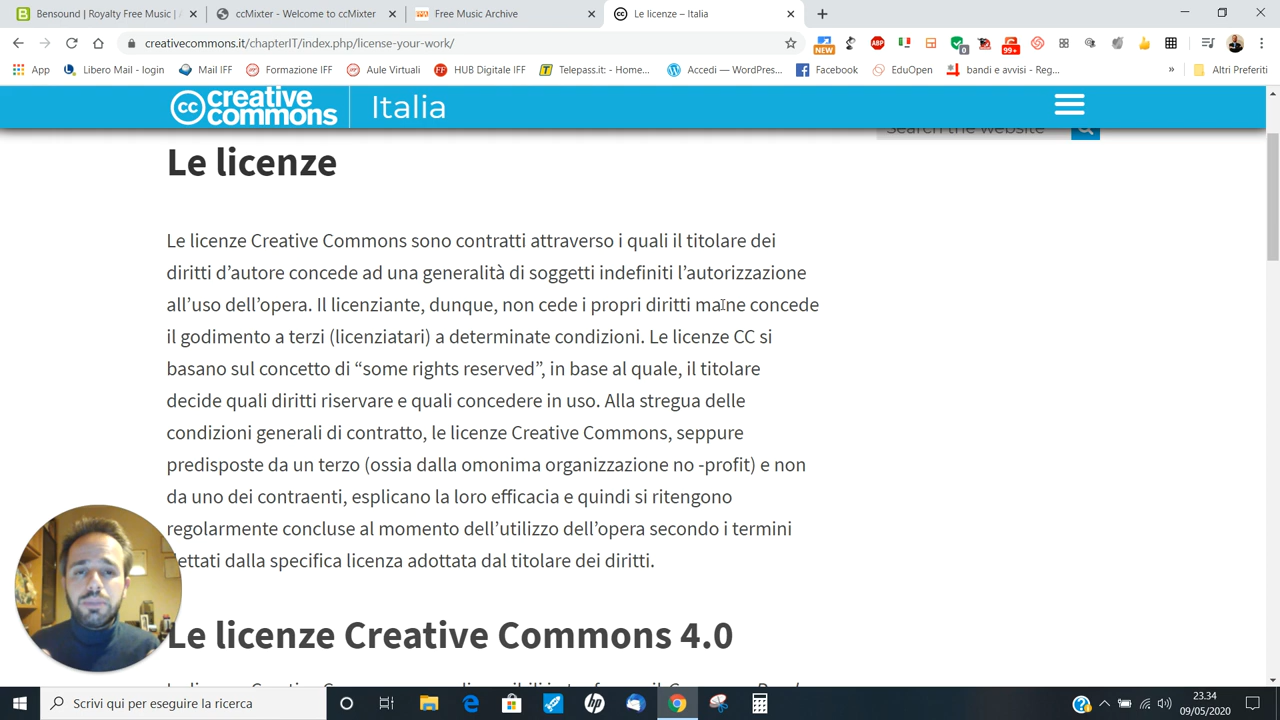 Bensound | Royalty Free Music |
ccMixter - Welcome to ccMixter
Free Music Archive
Le licenze – Italia
creativecommons.it/chapterIT/index.php/license-your-work/
NEW
ABP
0
99+
App
Libero Mail - login
Mail IFF
Formazione IFF
Aule Virtuali
HUB Digitale IFF
Telepass.it: - Home...
Accedi — WordPres...
Facebook
EduOpen
bandi e avvisi - Reg...
»
Altri Preferiti
cc creative commons
Italia
Search the website
Le licenze
Le licenze Creative Commons sono contratti attraverso i quali il titolare dei
diritti d’autore concede ad una generalità di soggetti indefiniti l’autorizzazione
all’uso dell’opera. Il licenziante, dunque, non cede i propri diritti ma ne concede
il godimento a terzi (licenziatari) a determinate condizioni. Le licenze CC si
basano sul concetto di “some rights reserved”, in base al quale, il titolare
decide quali diritti riservare e quali concedere in uso. Alla stregua delle
condizioni generali di contratto, le licenze Creative Commons, seppure
predisposte da un terzo (ossia dalla omonima organizzazione no -profit) e non
da uno dei contraenti, esplicano la loro efficacia e quindi si ritengono
regolarmente concluse al momento dell’utilizzo dell’opera secondo i termini
dettati dalla specifica licenza adottata dal titolare dei diritti.
Le licenze Creative Commons 4.0
Scrivi qui per eseguire la ricerca
23.34
09/05/2020